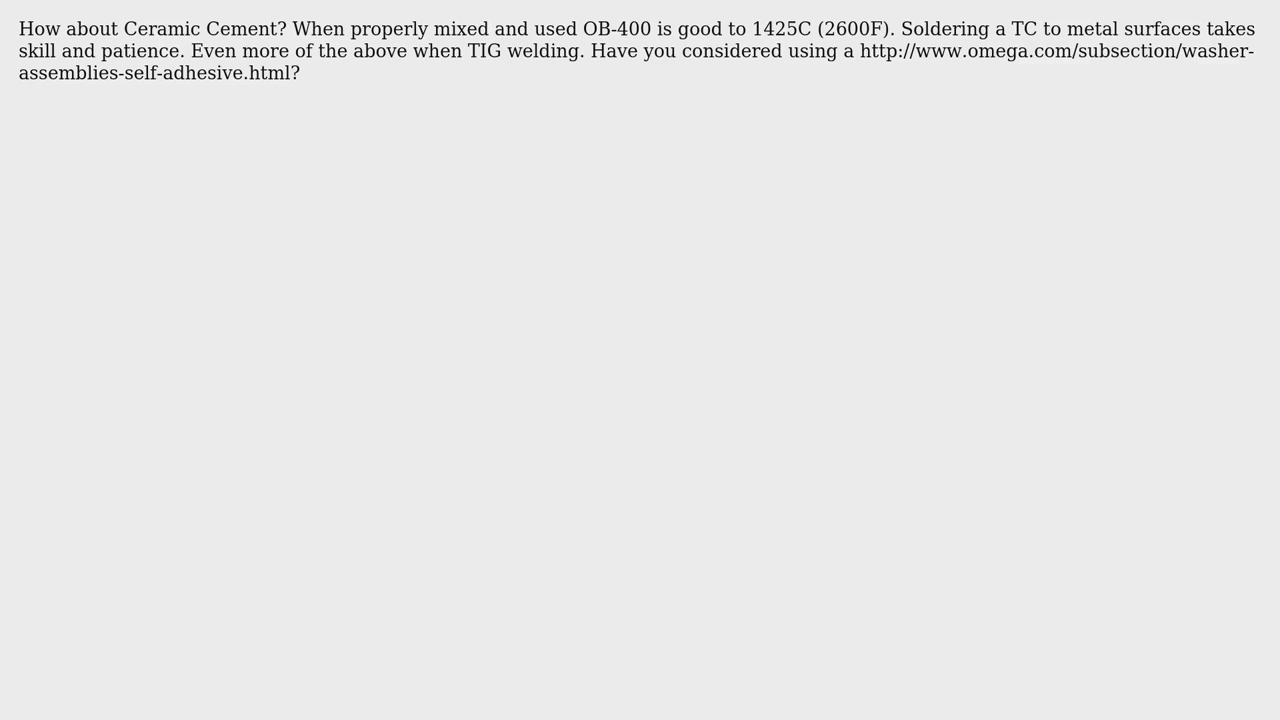 How about Ceramic Cement? When properly mixed and used OB-400 is good to 1425C (2600F). Soldering a TC to metal surfaces takes
skill and patience. Even more of the above when TIG welding. Have you considered using a http://www.omega.com/subsection/washer-
assemblies-self-adhesive.html?